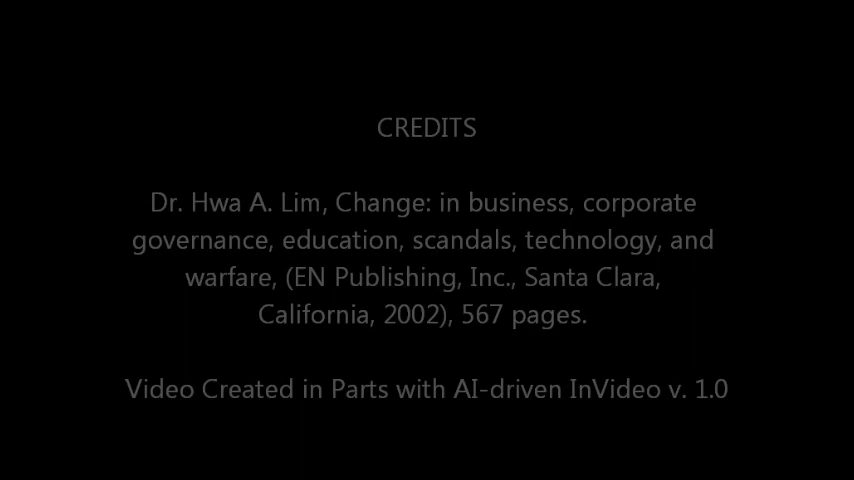 CREDITS
Dr. Hwa A. Lim, Change: in business, corporate
governance, education, scandals, technology, and
warfare, (EN Publishing, Inc., Santa Clara,
California, 2002), 567 pages.
Video Created in Parts with AI-driven InVideo v. 1.0